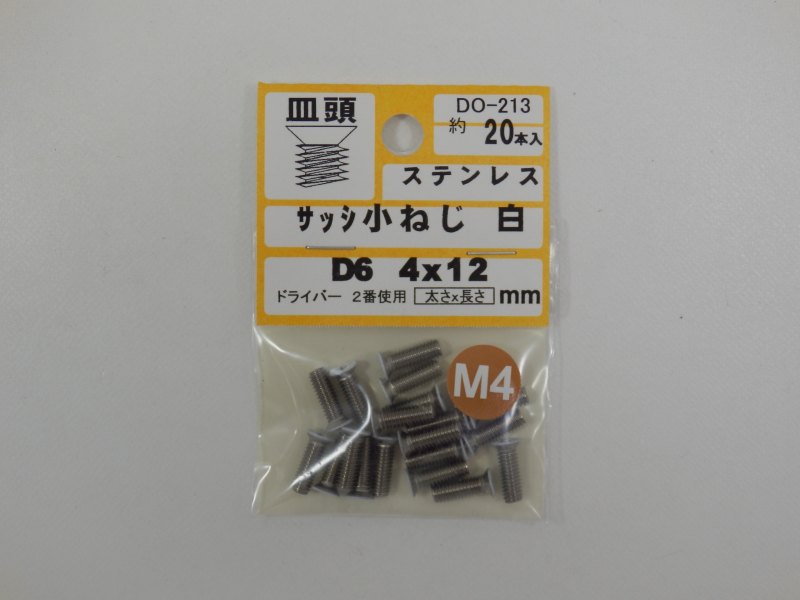 皿頭
DO-213
約 20本入
ステンレス
ｻｯｼ小ねじ 白
D6 4x12
ドライバー 2番使用 太さx長さ mm
M4